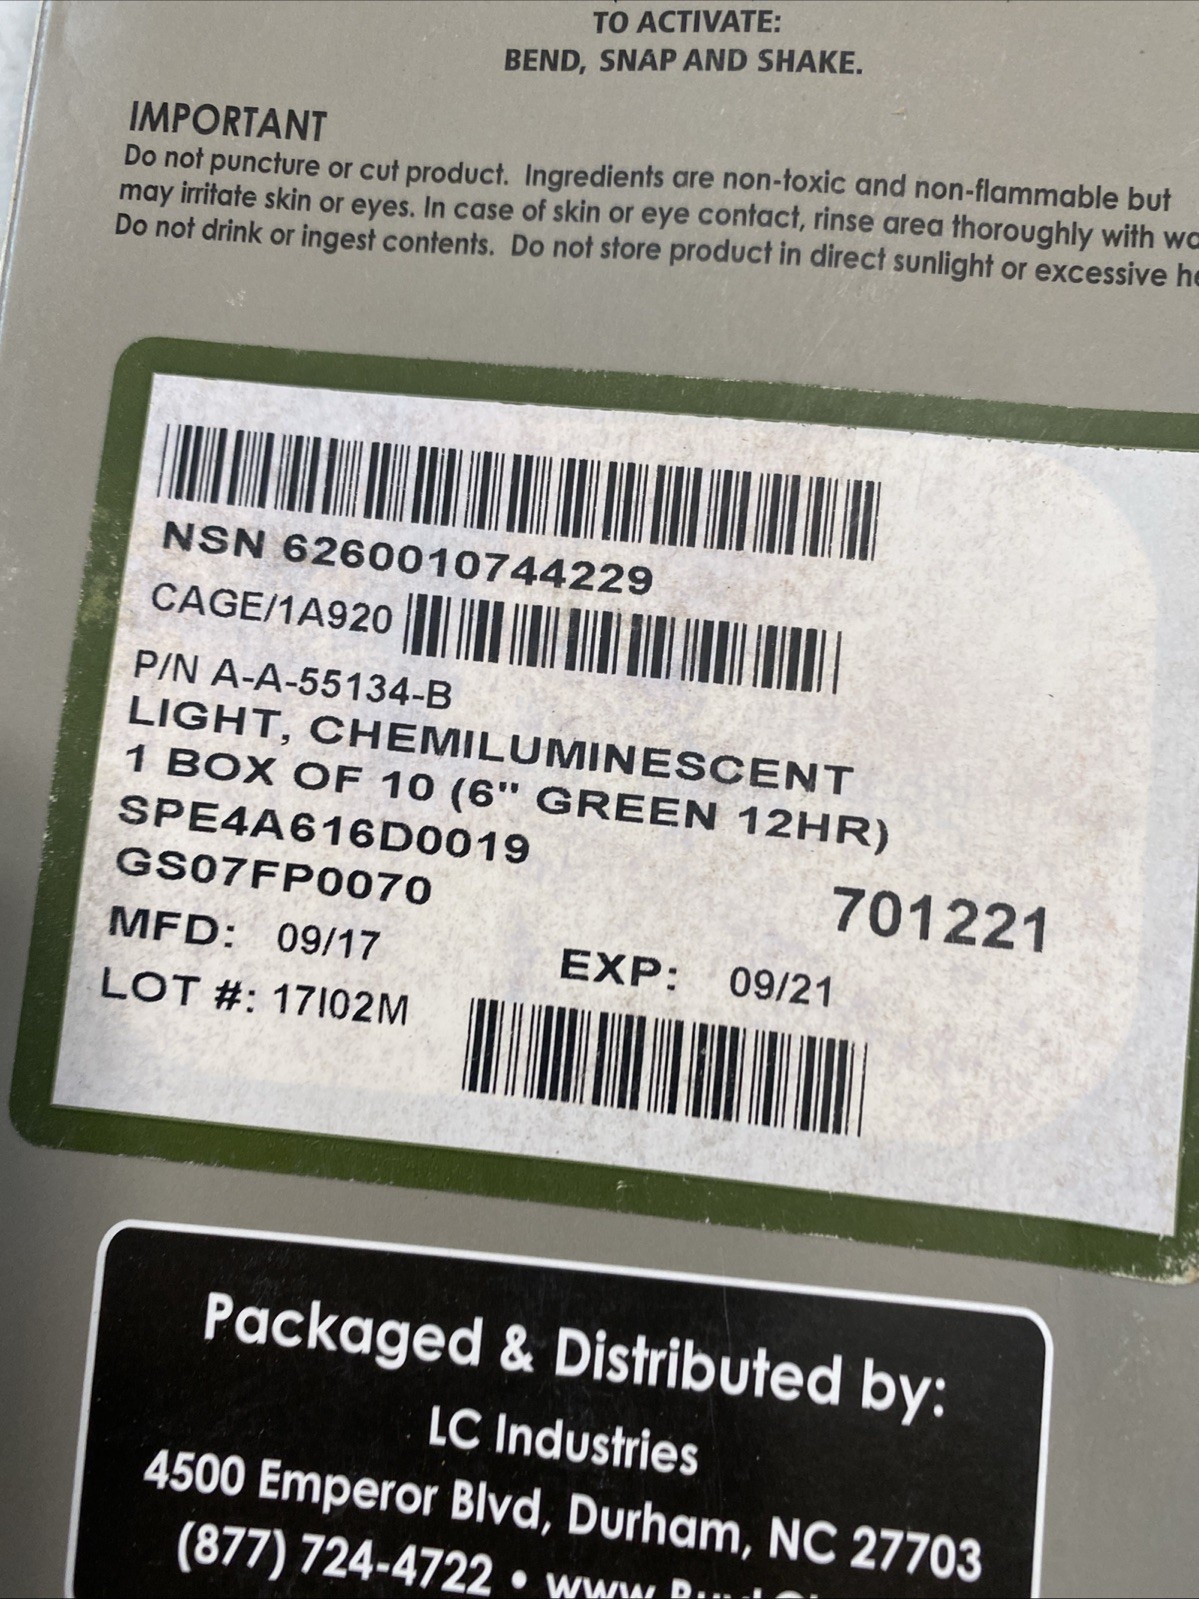 TO ACTIVATE:
BEND, SNAP AND SHAKE.
IMPORTANT
Do not puncture or cut product. Ingredients are non-toxic and non-flammable but
may irritate skin or eyes. In case of skin or eye contact, rinse area thoroughly with
Do not drink or ingest contents. Do not store product in direct sunlight or excessive
NSN 6260010744229
CAGE/1A920
P/N A-A-55134-B
LIGHT, CHEMILUMINESCENT
1 BOX OF 10 (6" GREEN 12HR)
SPE4A616D0019
GS07FP0070
701221
MFD: 09/17
EXP: 09/21
LOT #: 17I02M
Packaged & Distributed by:
LC Industries
4500 Emperor Blvd, Durham, NC 27703
(877) 724-4722 •